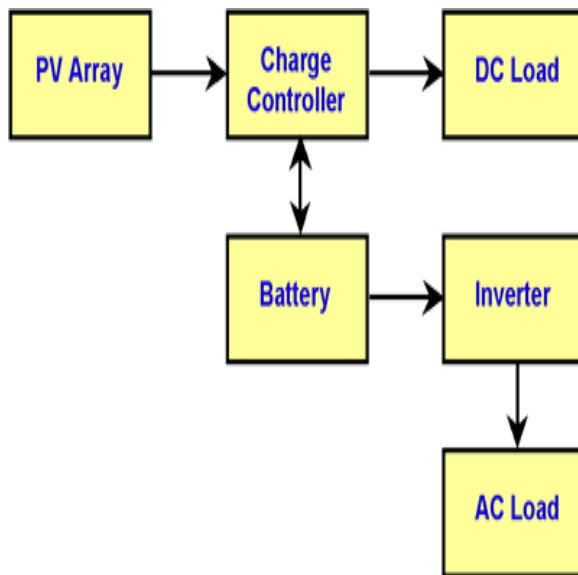 PV Array
Charge
Controller
DC Load
Battery
Inverter
AC Load